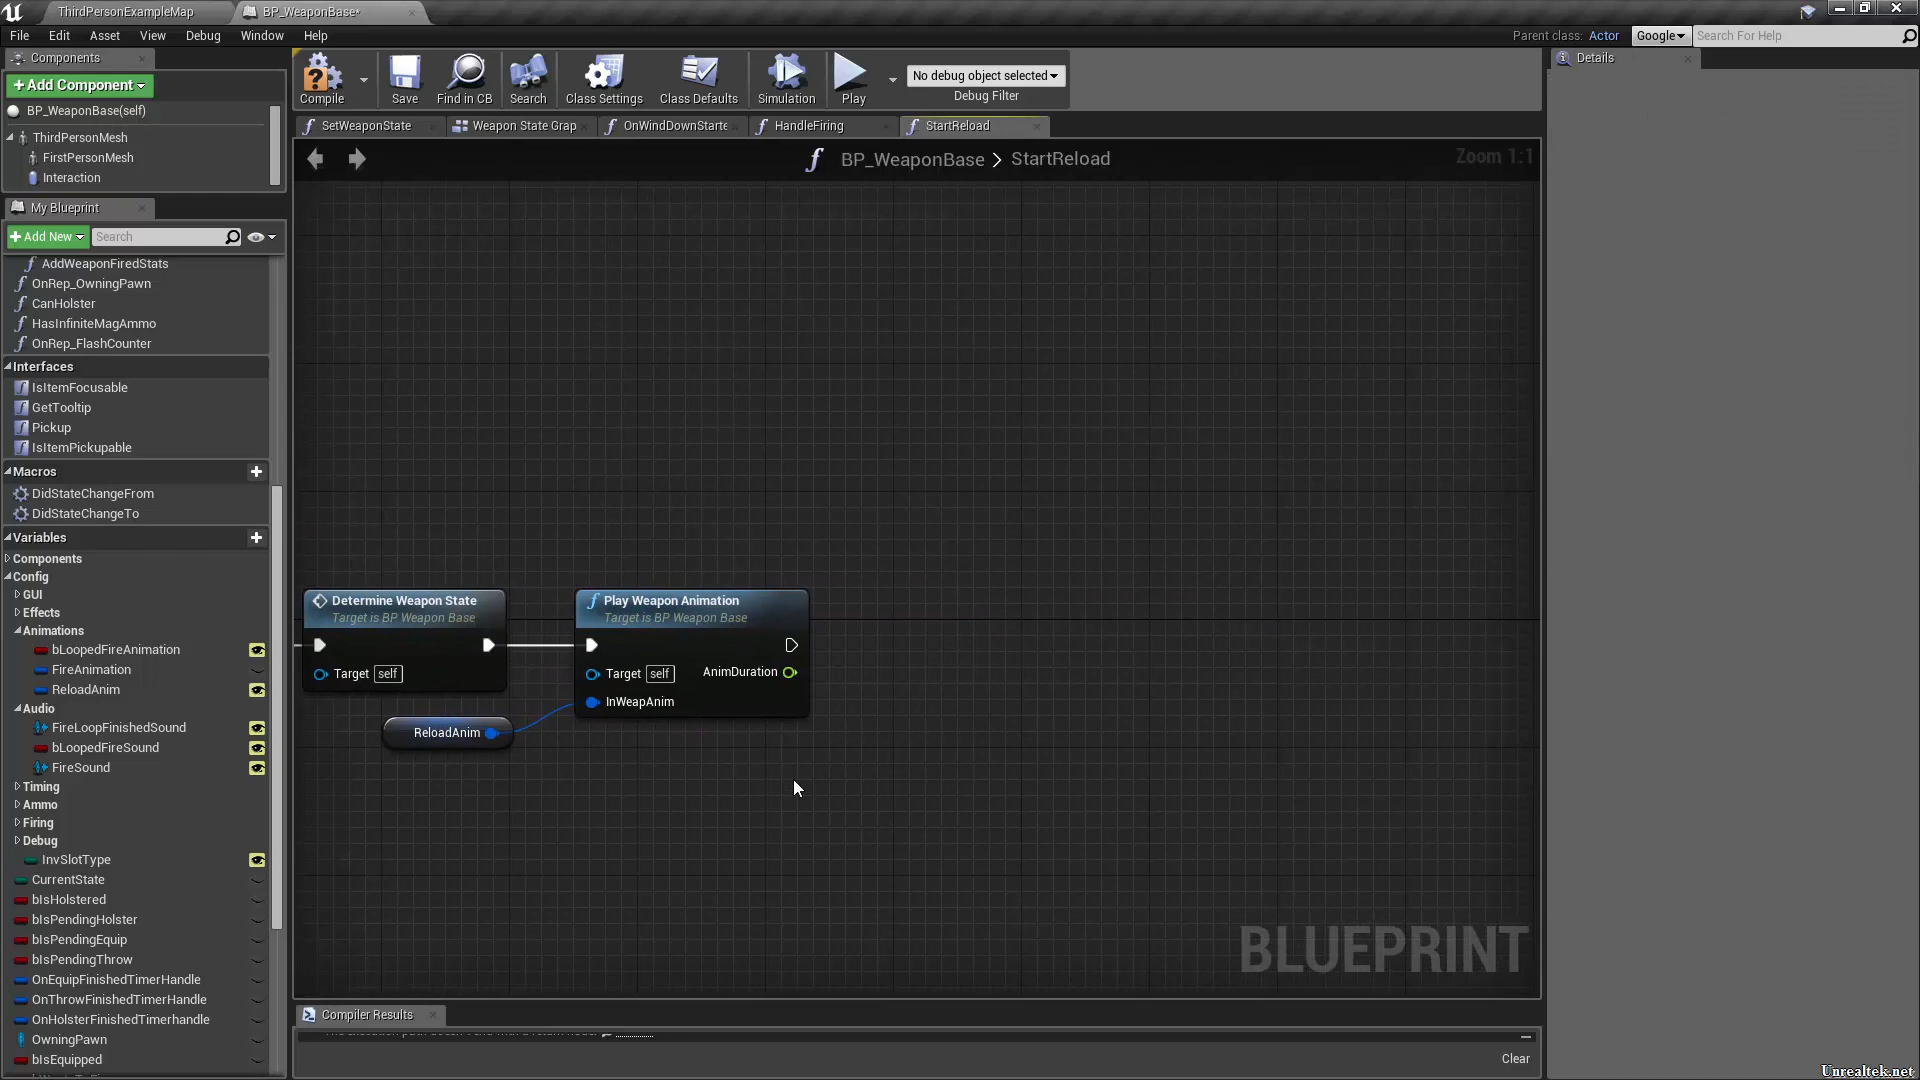 ThirdPersonExampleMap
BP_WeaponBase*
File Edit Asset View Debug Window Help
Parent class: Actor
Google
Search For Help
Components
+Add Component
BP_WeaponBase(self)
ThirdPersonMesh
FirstPersonMesh
Interaction
My Blueprint
+Add New
Search
AddWeaponFiredStats
OnRep_OwningPawn
CanHolster
HasInfiniteMagAmmo
OnRep_FlashCounter
Interfaces
IsItemFocusable
GetTooltip
Pickup
IsItemPickupable
Macros
DidStateChangeFrom
DidStateChangeTo
Variables
Components
Config
GUI
Effects
Animations
bLoopedFireAnimation
FireAnimation
ReloadAnim
Audio
FireLoopFinishedSound
bLoopedFireSound
FireSound
Timing
Ammo
Firing
Debug
InvSlotType
CurrentState
bIsHolstered
bIsPendingHolster
bIsPendingEquip
bIsPendingThrow
OnEquipFinishedTimerHandle
OnThrowFinishedTimerHandle
OnHolsterFinishedTimerhandle
OwningPawn
bIsEquipped
Compile
Save
Find in CB
Search
Class Settings
Class Defaults
Simulation
Play
No debug object selected
Debug Filter
SetWeaponState
Weapon State Grap
OnWindDownStarte
HandleFiring
StartReload
BP_WeaponBase > StartReload
Zoom 1:1
Determine Weapon State
Target is BP Weapon Base
Target self
Play Weapon Animation
Target is BP Weapon Base
Target self
AnimDuration
InWeapAnim
ReloadAnim
BLUEPRINT
Compiler Results
Clear
Details
Unrealtek.net